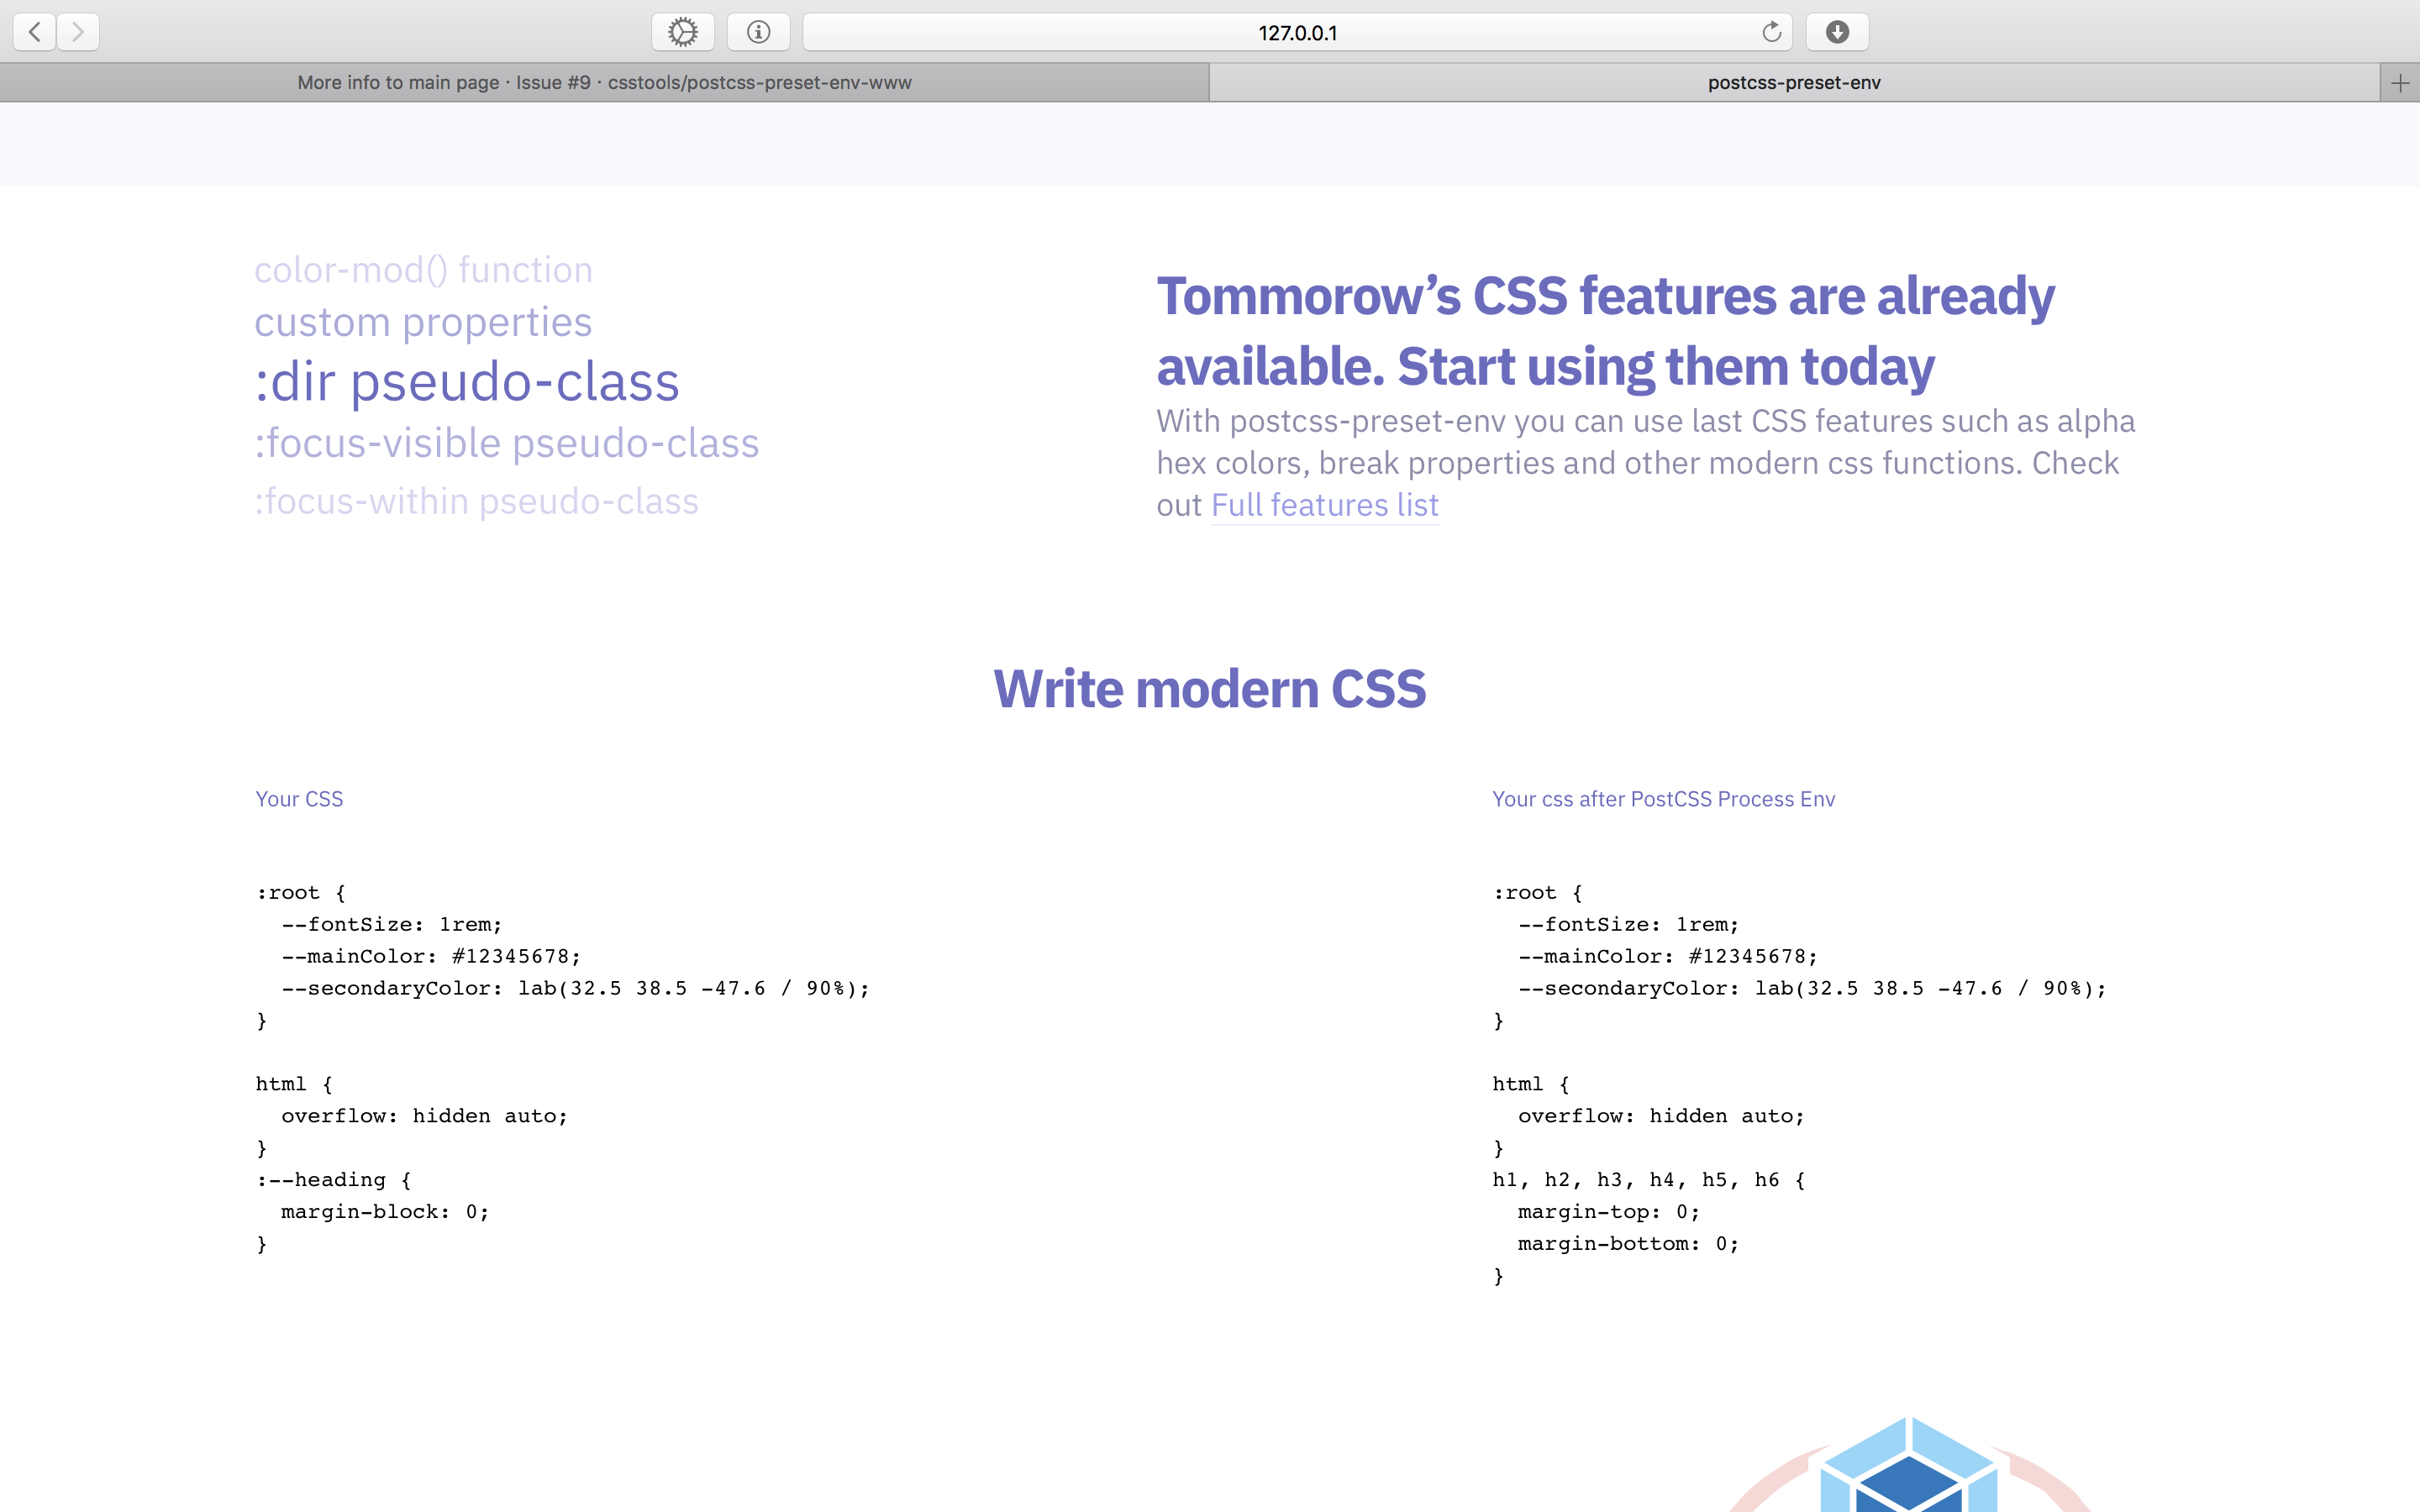 127.0.0.1
More info to main page · Issue #9 · csstools/postcss-preset-env-www
postcss-preset-env
color-mod() function
custom properties
:dir pseudo-class
:focus-visible pseudo-class
:focus-within pseudo-class
Tommorow’s CSS features are already
available. Start using them today
With postcss-preset-env you can use last CSS features such as alpha
hex colors, break properties and other modern css functions. Check
out Full features list
Write modern CSS
Your CSS
:root {
  --fontSize: 1rem;
  --mainColor: #12345678;
  --secondaryColor: lab(32.5 38.5 -47.6 / 90%);
}
html {
  overflow: hidden auto;
}
:--heading {
  margin-block: 0;
}
Your css after PostCSS Process Env
:root {
  --fontSize: 1rem;
  --mainColor: #12345678;
  --secondaryColor: lab(32.5 38.5 -47.6 / 90%);
}
html {
  overflow: hidden auto;
}
h1, h2, h3, h4, h5, h6 {
  margin-top: 0;
  margin-bottom: 0;
}